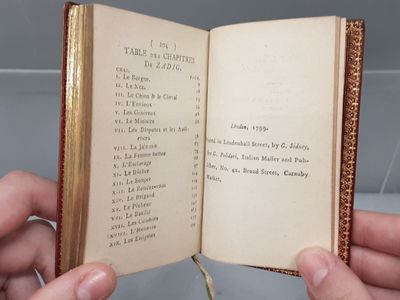 ( 204 )
TABLE DES CHAPITRES
DE ZADIG.
CHAP. PAGE.
I. Le Borgne
II. Le Nez
III. Le Chien & le Cheval
IV. L'Envieux
V. Les Généreux
VI. Le Ministre
VII. Les Disputes et les Audiences
VIII. La Jalousie
IX. La Femme battue
X. L'Esclavage
XI. Le Bûcher
XII. Le Souper
XIII. Le Rendezvous
XIV. Le Brigand
XV. Le Pêcheur
XVI. Le Basilic
XVII. Les Combats
XVIII. L'Hermite
XIX. Les Enigmes
London, 1799.
in Leadenhall Street, by G. Sidney,
G. Polidori, Italian Master and Pub-
lisher, No. 42, Broad Street, Carnaby
Market.